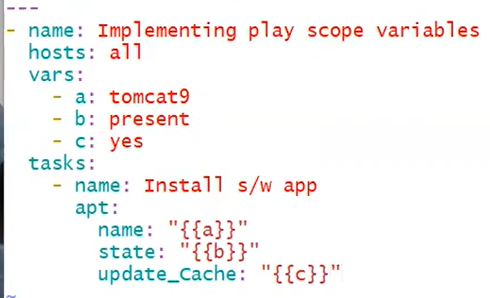 ---
- name: Implementing play scope variables
  hosts: all
  vars:
    - a: tomcat9
    - b: present
    - c: yes
  tasks:
    - name: Install s/w app
      apt:
        name: "{{a}}"
        state: "{{b}}"
        update_Cache: "{{c}}"
~